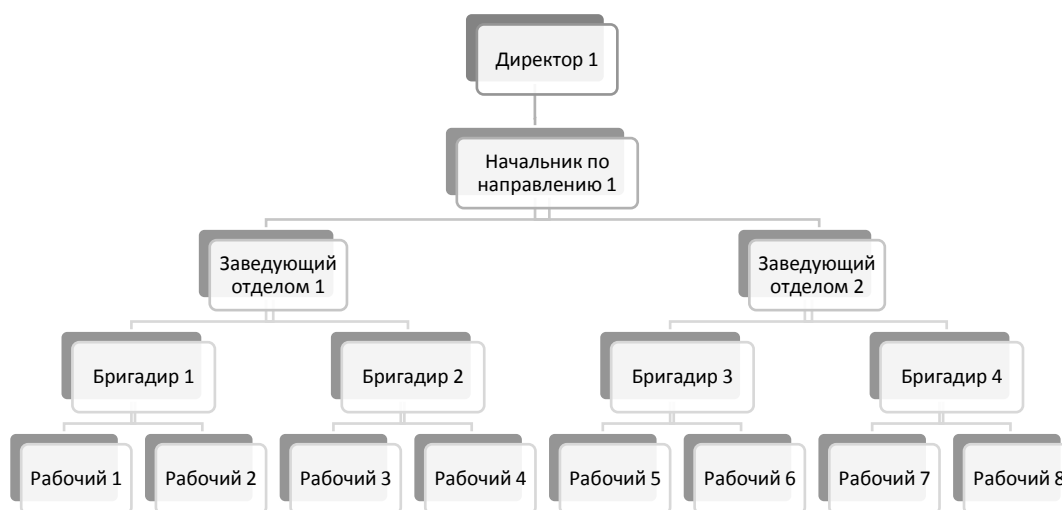 Директор 1
Начальник по
направлению 1
Заведующий
отделом 1
Заведующий
отделом 2
Бригадир 1
Бригадир 2
Бригадир 3
Бригадир 4
Рабочий 1
Рабочий 2
Рабочий 3
Рабочий 4
Рабочий 5
Рабочий 6
Рабочий 7
Рабочий 8